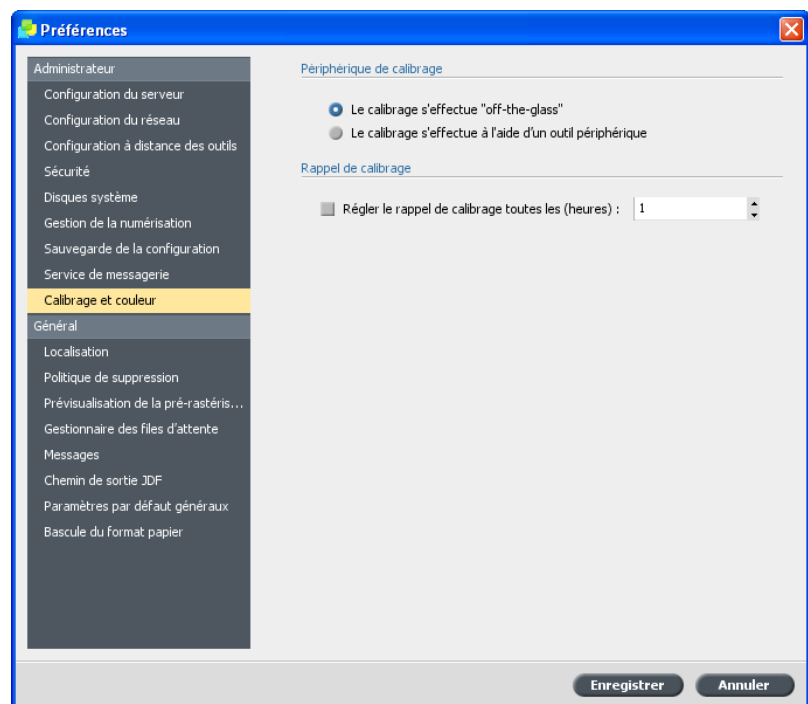 Préférences
Administrateur
Configuration du serveur
Configuration du réseau
Configuration à distance des outils
Sécurité
Disques système
Gestion de la numérisation
Sauvegarde de la configuration
Service de messagerie
Calibrage et couleur
Général
Localisation
Politique de suppression
Prévisualisation de la pré-rastéris...
Gestionnaire des files d'attente
Messages
Chemin de sortie JDF
Paramètres par défaut généraux
Bascule du format papier
Périphérique de calibrage
Le calibrage s'effectue "off-the-glass"
Le calibrage s'effectue à l'aide d'un outil périphérique
Rappel de calibrage
Régler le rappel de calibrage toutes les (heures) : 1
Enregistrer Annuler